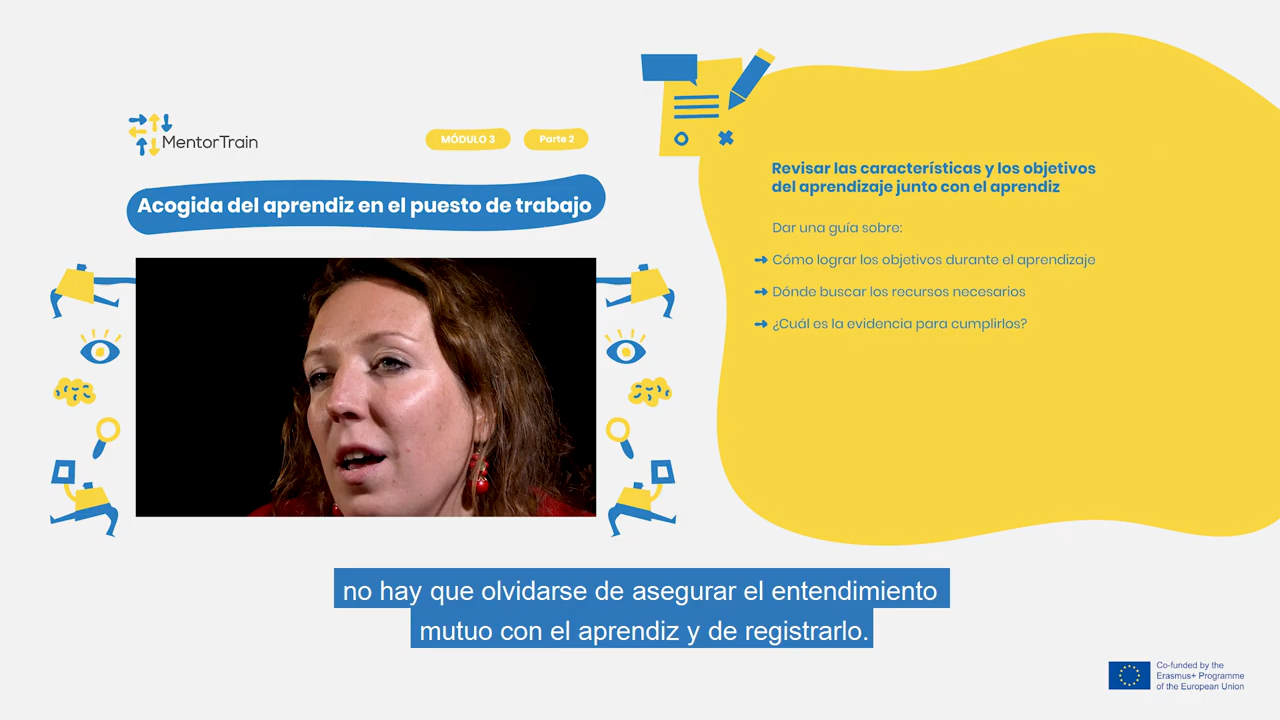 MentorTrain
MÓDULO 3
Parte 2
Acogida del aprendiz en el puesto de trabajo
Revisar las características y los objetivos
del aprendizaje junto con el aprendiz
Dar una guía sobre:
Cómo lograr los objetivos durante el aprendizaje
Dónde buscar los recursos necesarios
¿Cuál es la evidencia para cumplirlos?
no hay que olvidarse de asegurar el entendimiento
mutuo con el aprendiz y de registrarlo.
Co-funded by the
Erasmus+ Programme
of the European Union